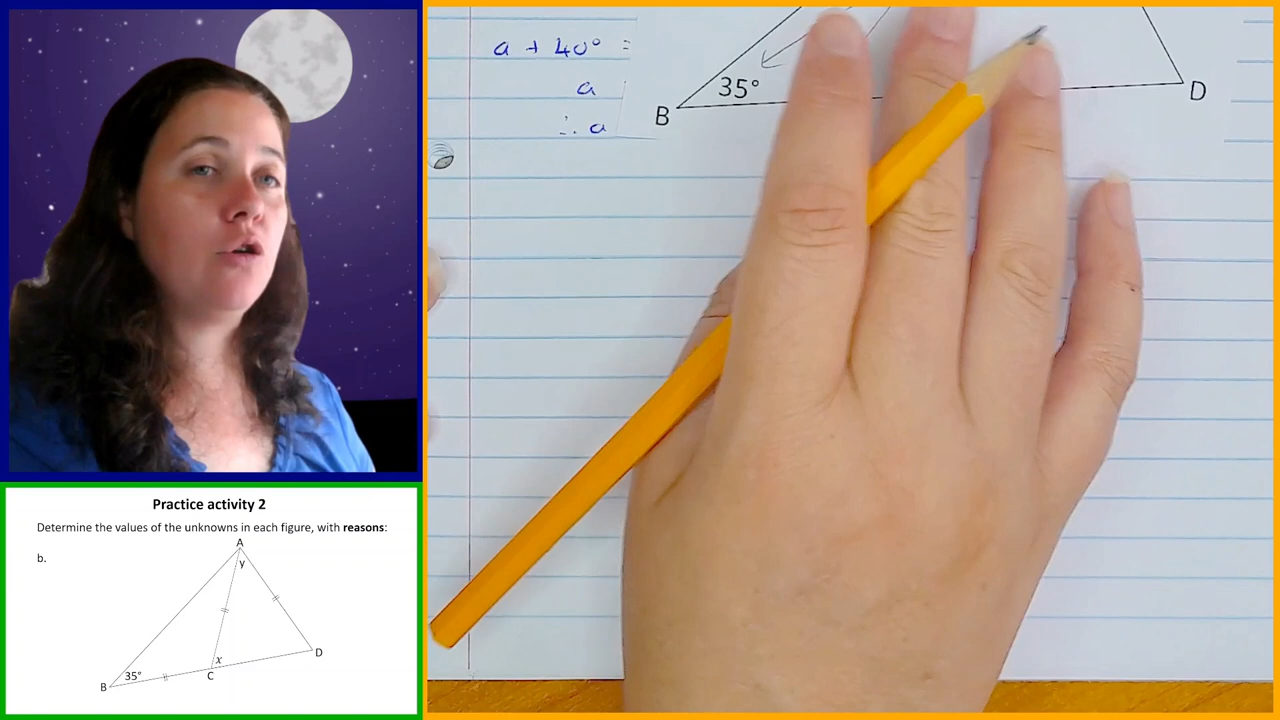 a + 40° =
a
∴ a
35°
B
D
Practice activity 2
Determine the values of the unknowns in each figure, with reasons:
b.
A
y
35°
x
B
C
D